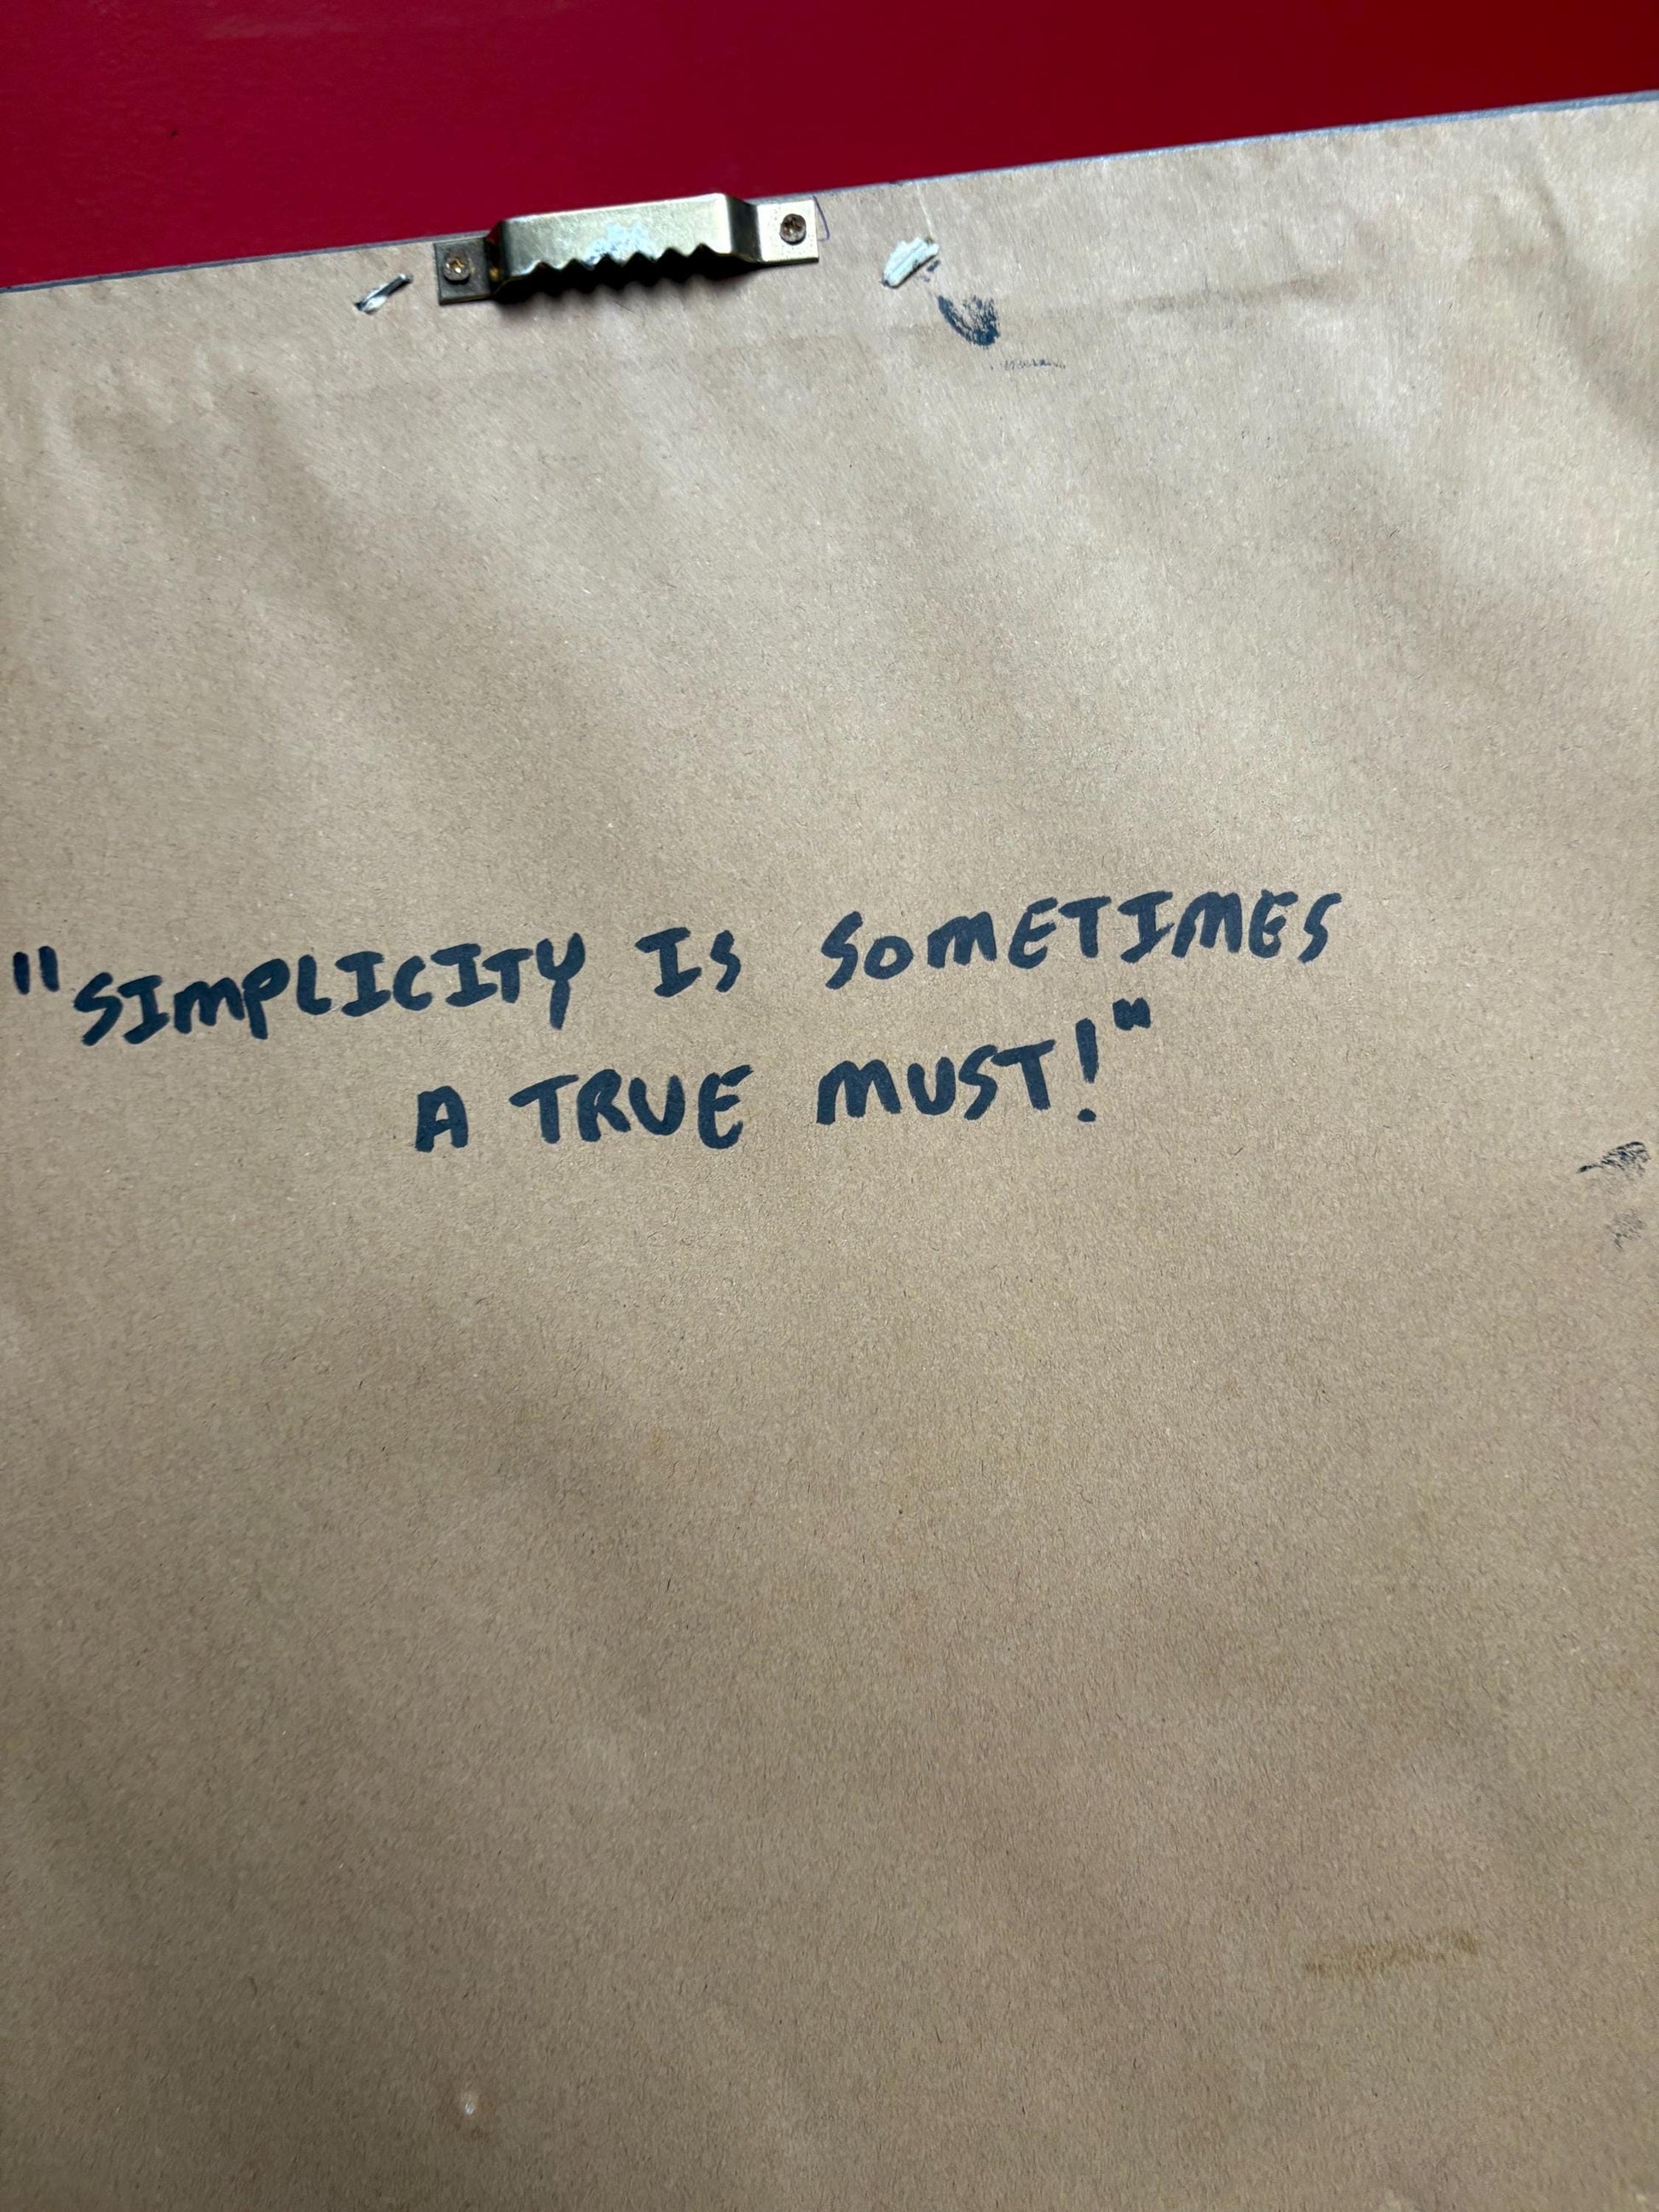 "SIMPLICITY IS SOMETIMES
A TRUE MUST!"